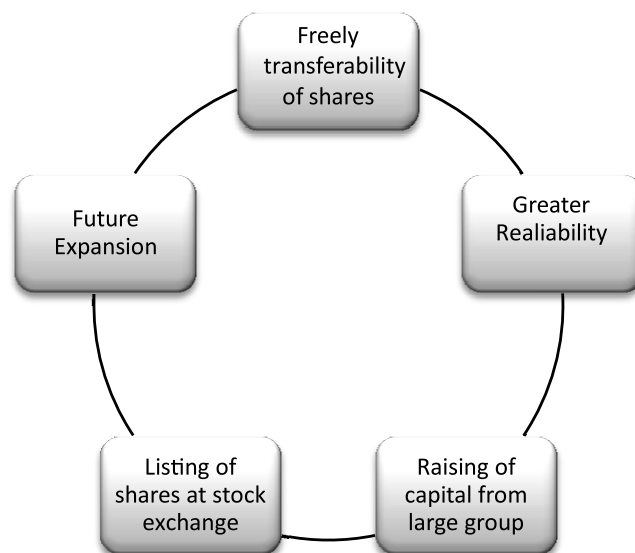 Freely
transferability
of shares
Greater
Realiability
Raising of
capital from
large group
Listing of
shares at stock
exchange
Future
Expansion